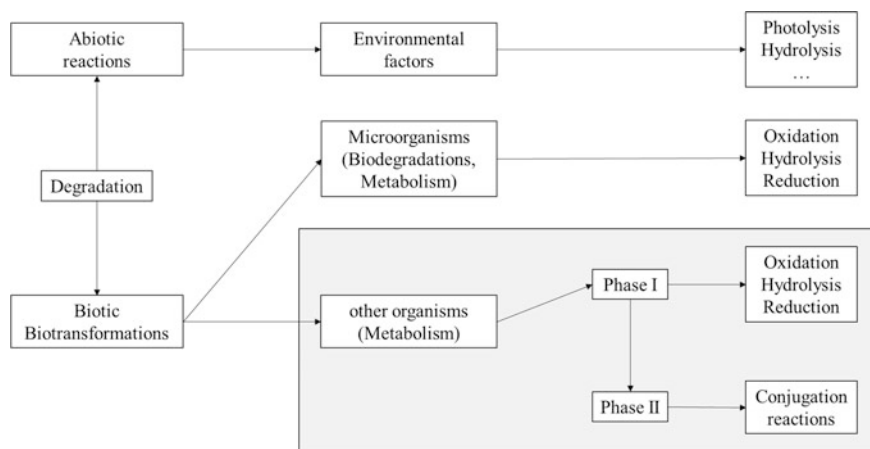 Abiotic
reactions
Environmental
factors
Photolysis
Hydrolysis
…
Microorganisms
(Biodegradations,
Metabolism)
Oxidation
Hydrolysis
Reduction
Degradation
Biotic
Biotransformations
other organisms
(Metabolism)
Phase I
Oxidation
Hydrolysis
Reduction
Phase II
Conjugation
reactions